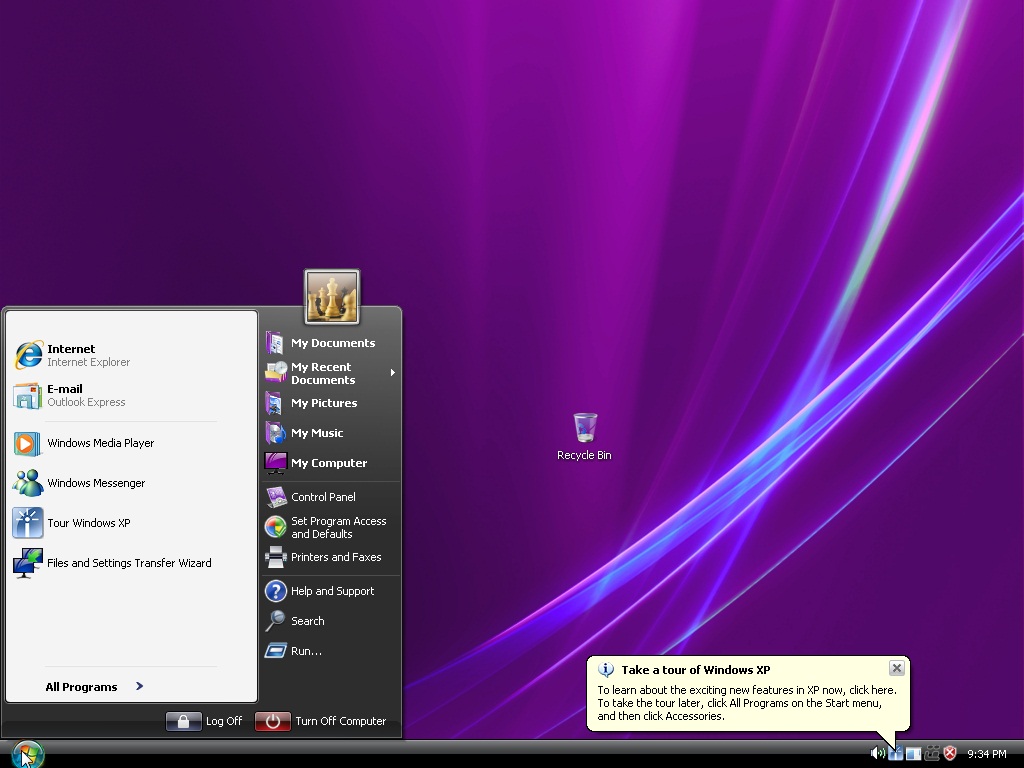 Internet
Internet Explorer
E-mail
Outlook Express
Windows Media Player
Windows Messenger
Tour Windows XP
Files and Settings Transfer Wizard
All Programs
My Documents
My Recent
Documents
My Pictures
My Music
My Computer
Control Panel
Set Program Access
and Defaults
Printers and Faxes
Help and Support
Search
Run...
Log Off
Turn Off Computer
Recycle Bin
Take a tour of Windows XP
To learn about the exciting new features in XP now, click here.
To take the tour later, click All Programs on the Start menu,
and then click Accessories.
9:34 PM